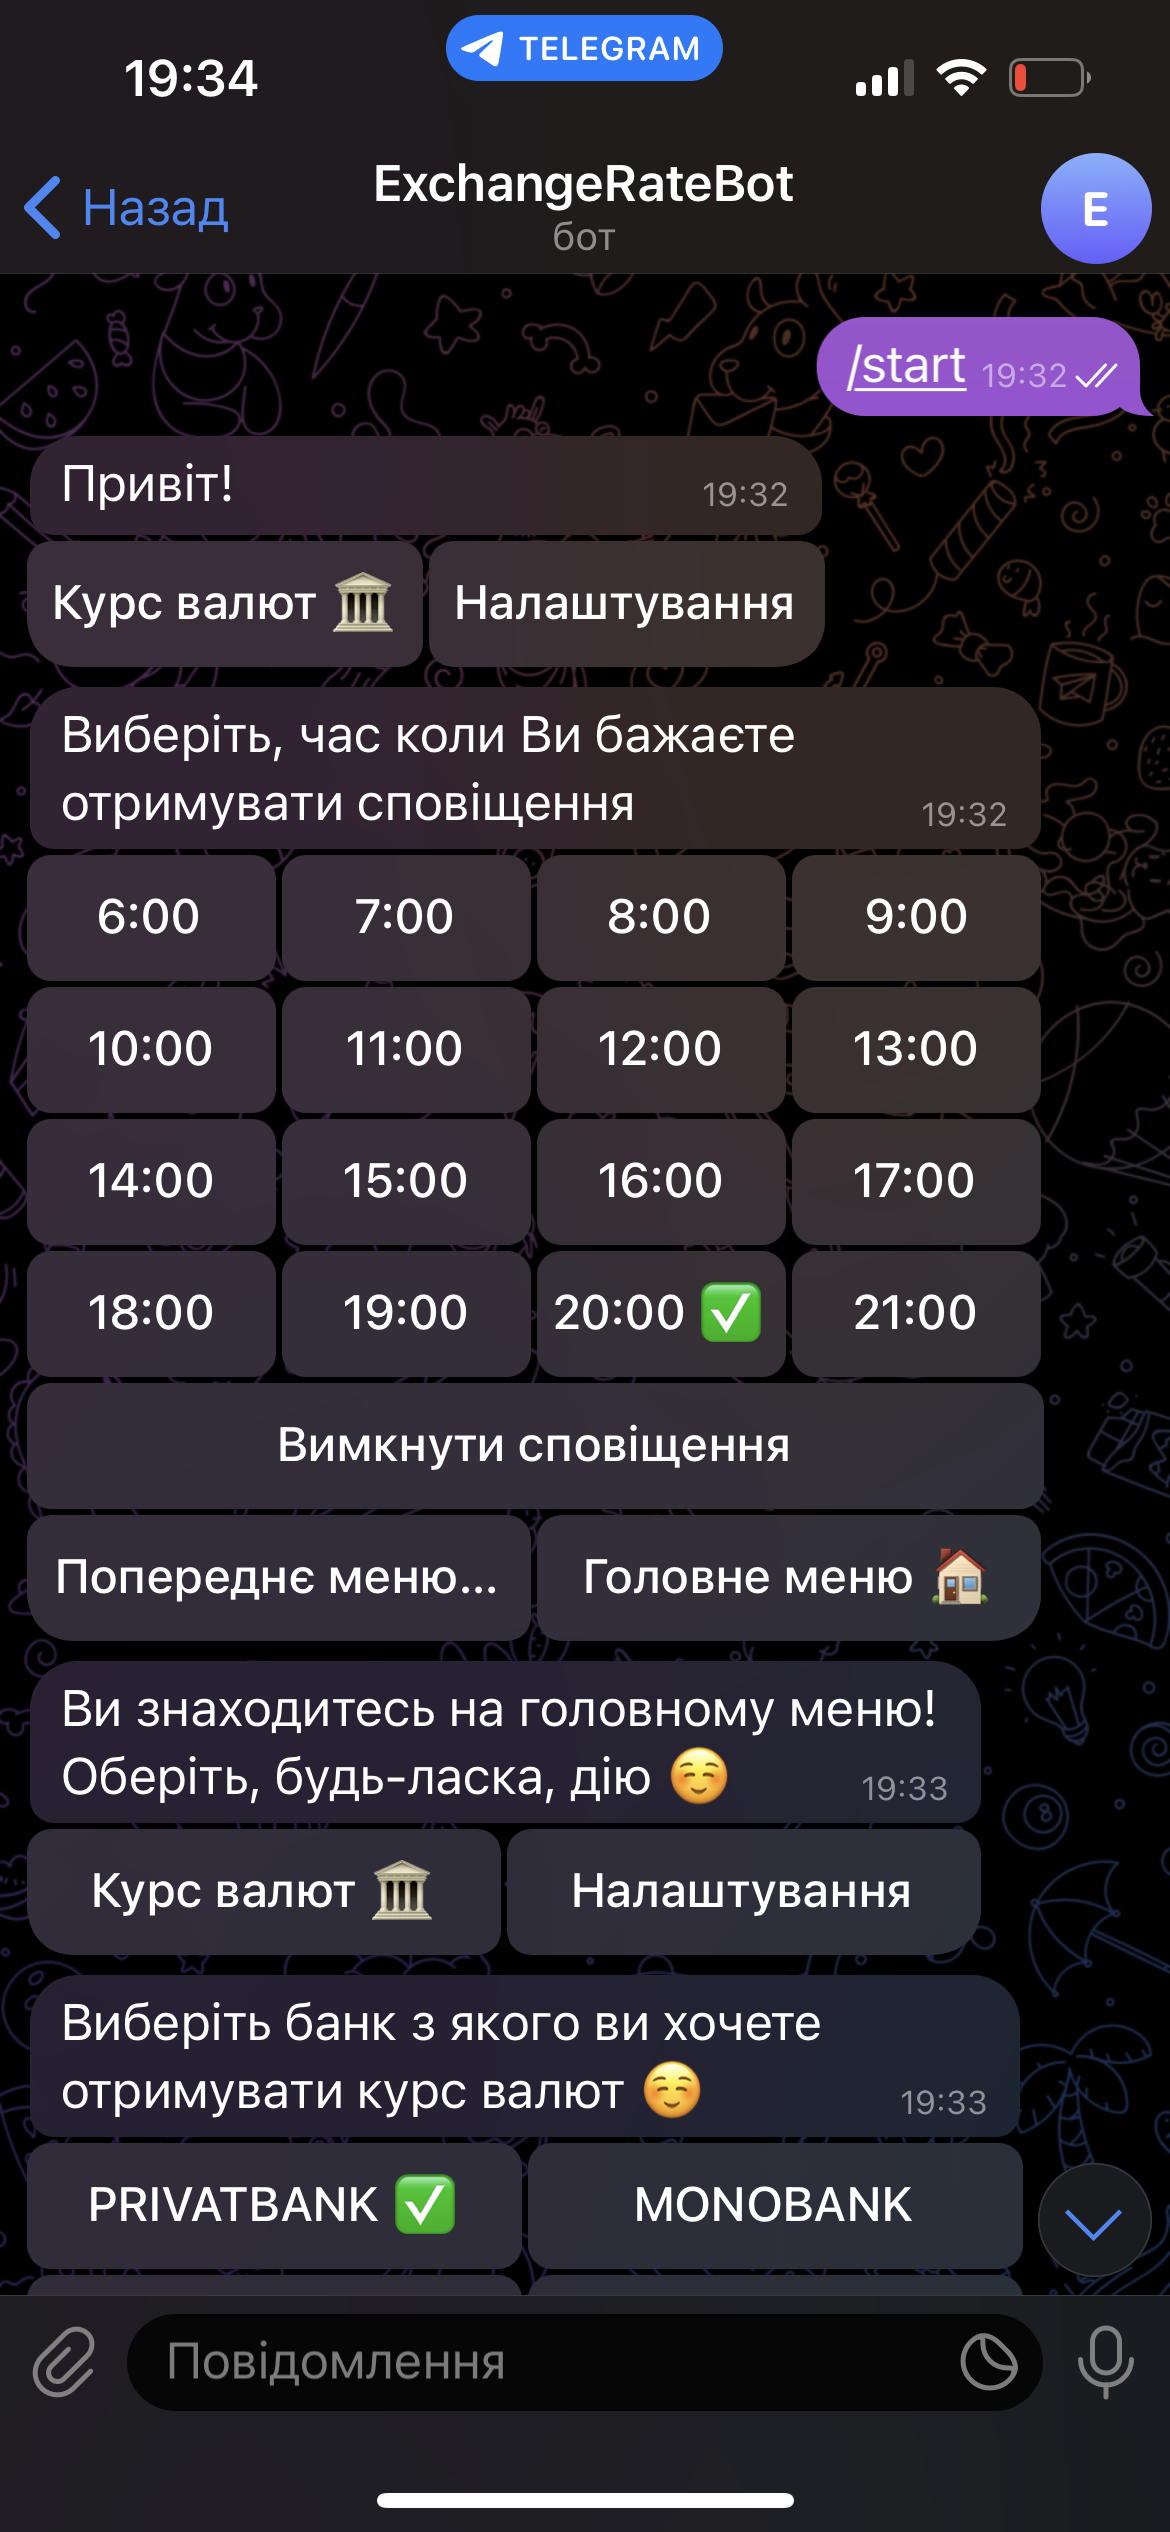 19:34
TELEGRAM
Назад
ExchangeRateBot
бот
E
/start 19:32
Привіт! 19:32
Курс валют 🏛 Налаштування
Виберіть, час коли Ви бажаєте
отримувати сповіщення 19:32
6:00 7:00 8:00 9:00
10:00 11:00 12:00 13:00
14:00 15:00 16:00 17:00
18:00 19:00 20:00 ✅ 21:00
Вимкнути сповіщення
Попереднє меню... Головне меню 🏠
Ви знаходитесь на головному меню!
Оберіть, будь-ласка, дію ☺️ 19:33
Курс валют 🏛 Налаштування
Виберіть банк з якого ви хочете
отримувати курс валют ☺️ 19:33
PRIVATBANK ✅ MONOBANK
Повідомлення